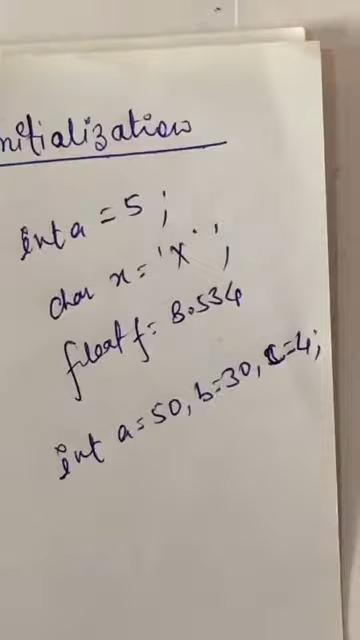 nitialization
int a = 5 ;
char x = 'x' ;
float f = 8.534
int a=50, b=30, c=4;